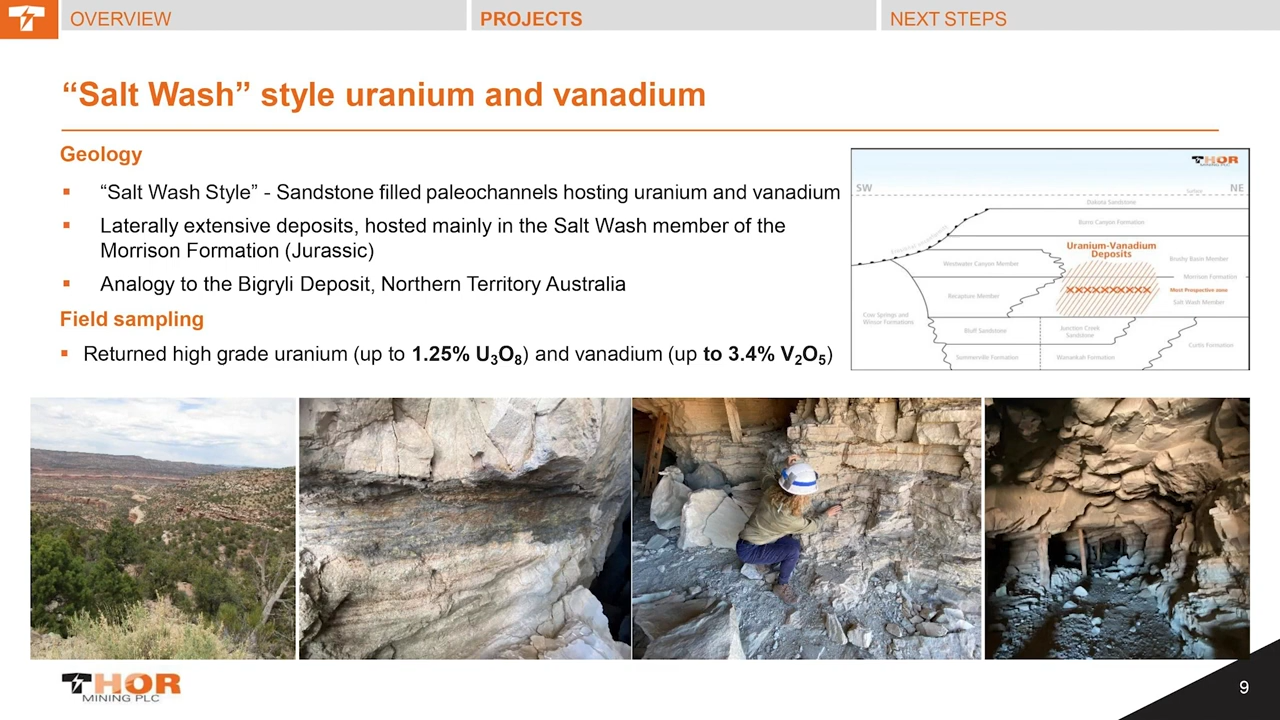 OVERVIEW
PROJECTS
NEXT STEPS
“Salt Wash” style uranium and vanadium
Geology
▪ “Salt Wash Style” - Sandstone filled paleochannels hosting uranium and vanadium
▪ Laterally extensive deposits, hosted mainly in the Salt Wash member of the
Morrison Formation (Jurassic)
▪ Analogy to the Bigryli Deposit, Northern Territory Australia
Field sampling
▪ Returned high grade uranium (up to 1.25% U₃O₈) and vanadium (up to 3.4% V₂O₅)
THOR
MINING PLC
SW
NE
Surface
Dakota Sandstone
Burro Canyon Formation
Uranium-Vanadium
Deposits
Brushy Basin Member
Westwater Canyon Member
Morrison Formation
Most Prospective zone
Recapture Member
Salt Wash Member
Cow Springs and
Winsor Formations
Bluff Sandstone
Junction Creek
Sandstone
Curtis Formation
Summerville Formation
Wanankah Formation
THOR
MINING PLC
9